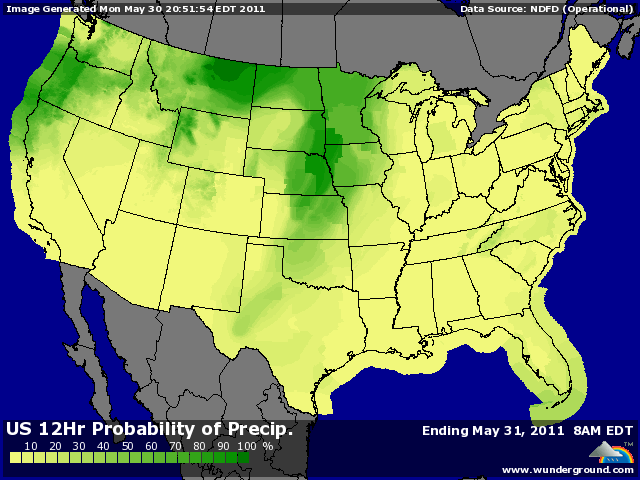 Image Generated Mon May 30 20:51:54 EDT 2011 Data Source: NDFD (Operational)
US 12Hr Probability of Precip. Ending May 31, 2011 8AM EDT
10 20 30 40 50 60 70 80 90 100 %
TM
www.wunderground.com